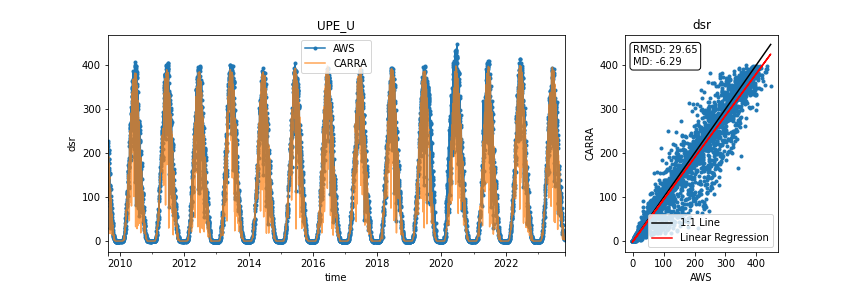 UPE_U
dsr
AWS
CARRA
400
300
200
100
0
dsr
2010
2012
2014
2016
2018
2020
2022
time
RMSD: 29.65
MD: -6.29
400
300
200
100
0
CARRA
1:1 Line
Linear Regression
0
100
200
300
400
AWS